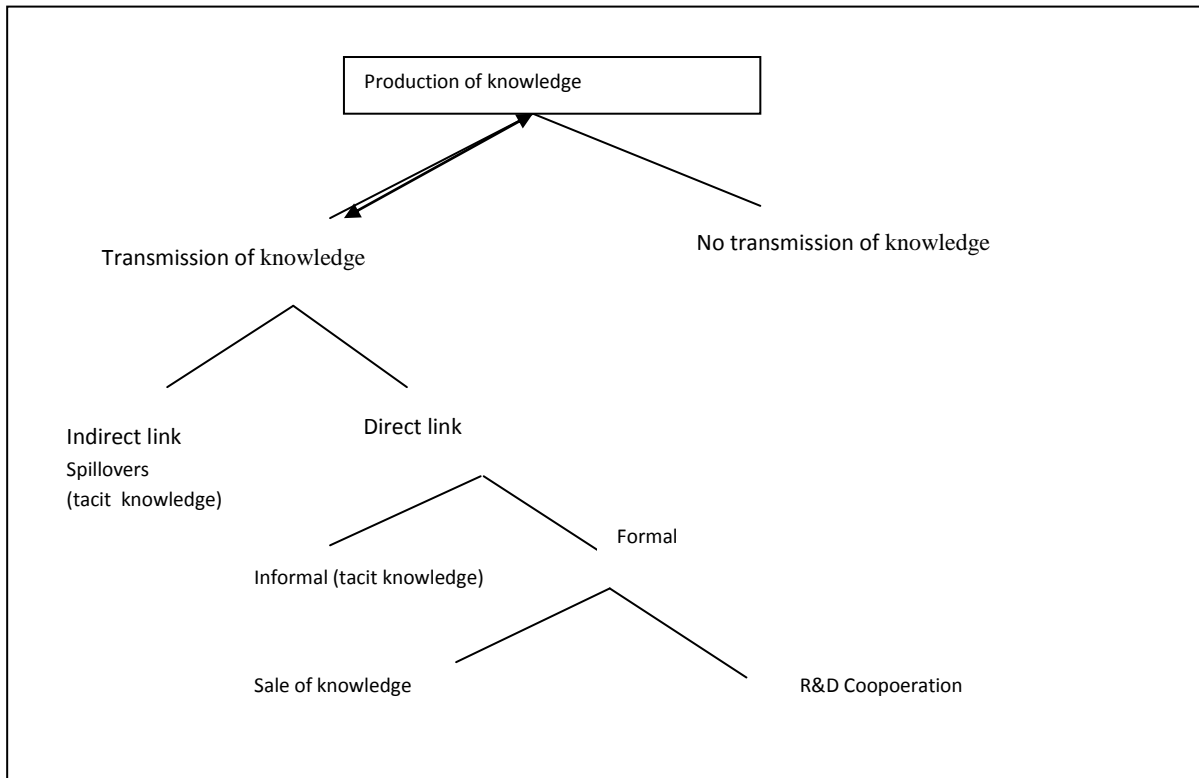 Production of knowledge
Transmission of knowledge
No transmission of knowledge
Indirect link
Spillovers
(tacit knowledge)
Direct link
Informal (tacit knowledge)
Formal
Sale of knowledge
R&D Coopoeration